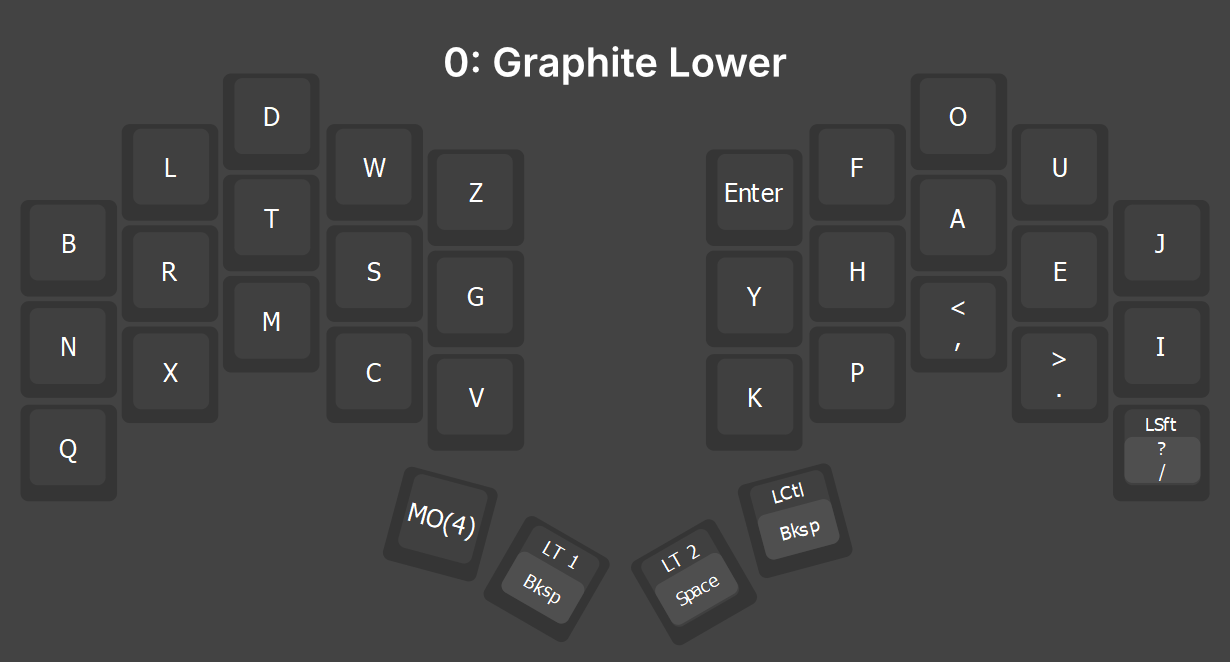 0: Graphite Lower
D
O
L
W
F
U
Z
Enter
T
A
B
J
R
S
H
E
G
Y
M
<
,
N
I
X
C
P
>
.
V
K
Q
LSft
?
/
MO(4)
LCtl
Bksp
LT 1
Bksp
LT 2
Space